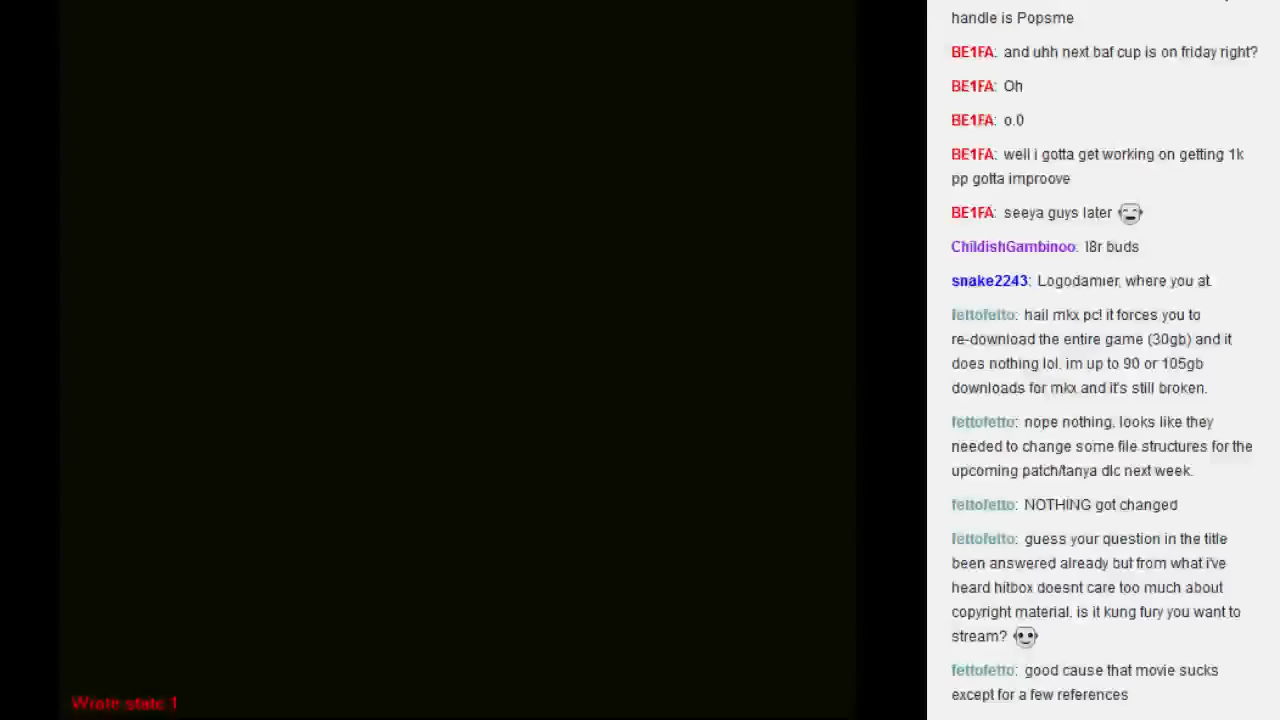 handle is Popsme
BE1FA: and uhh next baf cup is on friday right?
BE1FA: Oh
BE1FA: o.0
BE1FA: well i gotta get working on getting 1k
pp gotta improove
BE1FA: seeya guys later
ChildishGambinoo: l8r buds
snake2243: Logodamier, where you at
fettofetto: hail mkx pc! it forces you to
re-download the entire game (30gb) and it
does nothing lol. im up to 90 or 105gb
downloads for mkx and it's still broken.
fettofetto: nope nothing, looks like they
needed to change some file structures for the
upcoming patch/tanya dlc next week.
fettofetto: NOTHING got changed
fettofetto: guess your question in the title
been answered already but from what i've
heard hitbox doesnt care too much about
copyright material. is it kung fury you want to
stream?
fettofetto: good cause that movie sucks
except for a few references
Wrote state 1